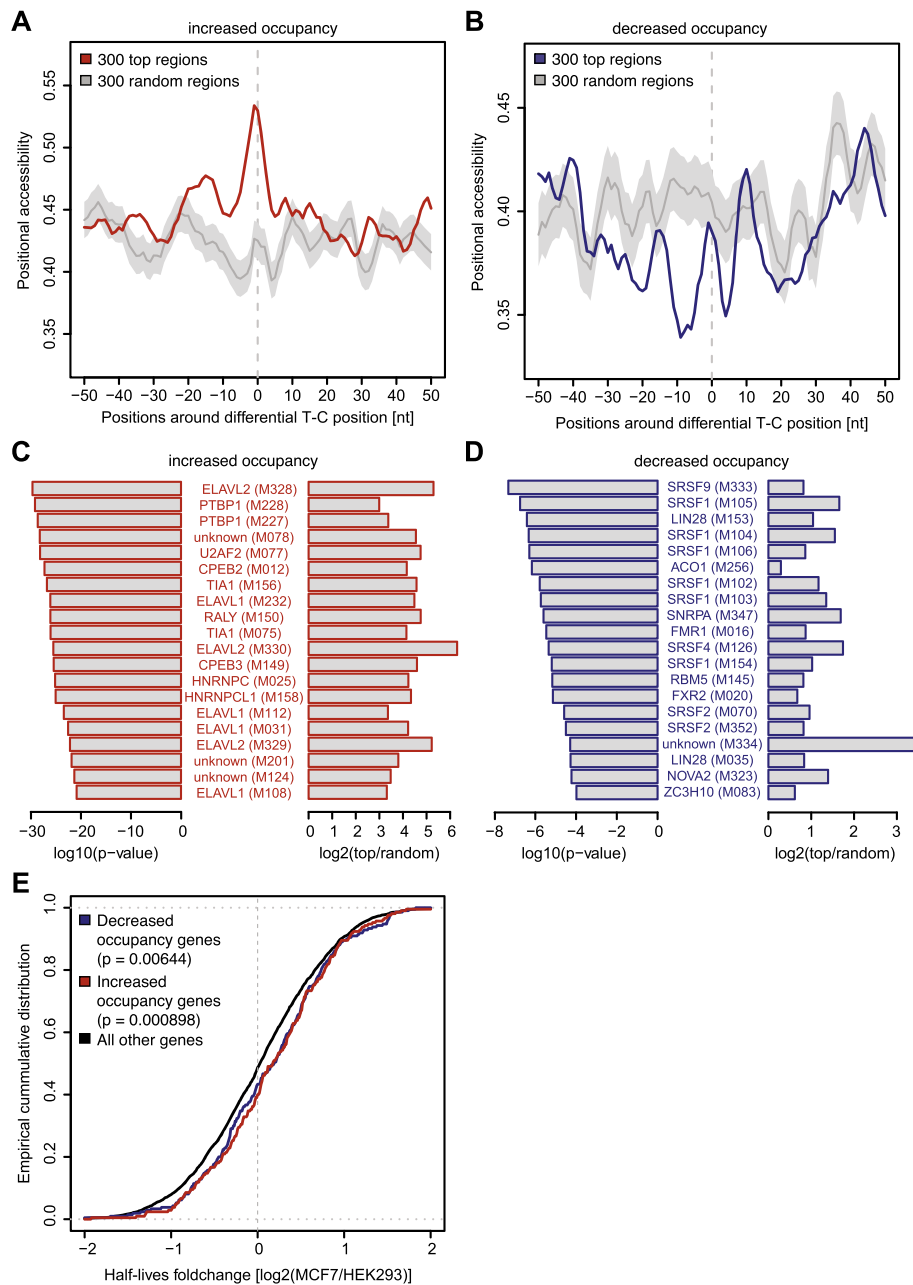 A
increased occupancy
300 top regions
300 random regions
Positional accessibility
0.35
0.40
0.45
0.50
0.55
−50
−40
−30
−20
−10
0
10
20
30
40
50
Positions around differential T-C position [nt]
B
decreased occupancy
300 top regions
300 random regions
Positional accessibility
0.35
0.40
0.45
−50
−40
−30
−20
−10
0
10
20
30
40
50
Positions around differential T-C position [nt]
C
increased occupancy
ELAVL2 (M328)
PTBP1 (M228)
PTBP1 (M227)
unknown (M078)
U2AF2 (M077)
CPEB2 (M012)
TIA1 (M156)
ELAVL1 (M232)
RALY (M150)
TIA1 (M075)
ELAVL2 (M330)
CPEB3 (M149)
HNRNPC (M025)
HNRNPCL1 (M158)
ELAVL1 (M112)
ELAVL1 (M031)
ELAVL2 (M329)
unknown (M201)
unknown (M124)
ELAVL1 (M108)
−30
−20
−10
0
log10(p−value)
0
1
2
3
4
5
6
log2(top/random)
D
decreased occupancy
SRSF9 (M333)
SRSF1 (M105)
LIN28 (M153)
SRSF1 (M104)
SRSF1 (M106)
ACO1 (M256)
SRSF1 (M102)
SRSF1 (M103)
SNRPA (M347)
FMR1 (M016)
SRSF4 (M126)
SRSF1 (M154)
RBM5 (M145)
FXR2 (M020)
SRSF2 (M070)
SRSF2 (M352)
unknown (M334)
LIN28 (M035)
NOVA2 (M323)
ZC3H10 (M083)
−8
−6
−4
−2
0
log10(p−value)
0
1
2
3
log2(top/random)
E
Decreased
occupancy genes
(p = 0.00644)
Increased
occupancy genes
(p = 0.000898)
All other genes
Empirical cummulative distribution
0.0
0.2
0.4
0.6
0.8
1.0
−2
−1
0
1
2
Half-lives foldchange [log2(MCF7/HEK293)]